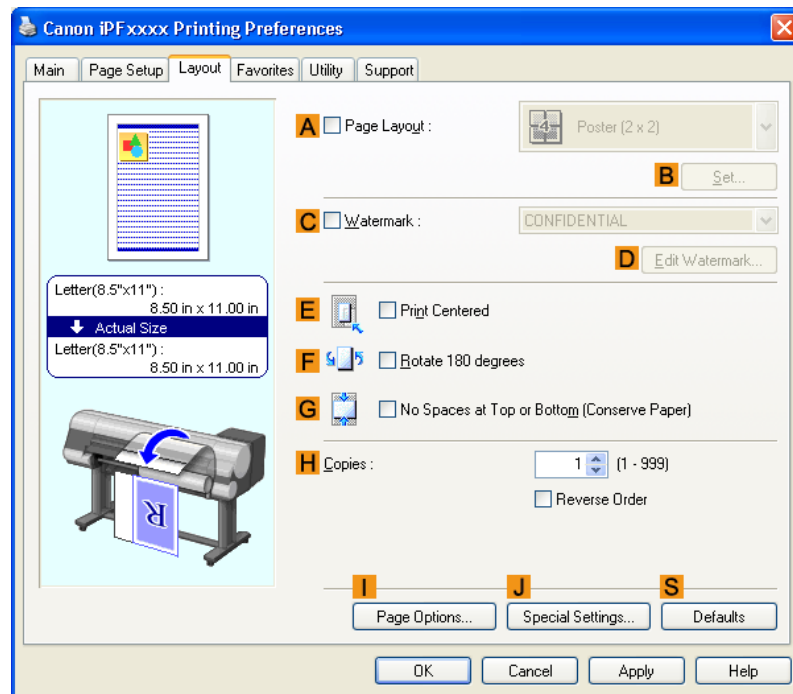 Canon iPFxxxx Printing Preferences
Main Page Setup Layout Favorites Utility Support
A Page Layout : 4 Poster (2 x 2)
B Set...
C Watermark : CONFIDENTIAL
D Edit Watermark...
Letter(8.5"x11") :
8.50 in x 11.00 in
Actual Size
Letter(8.5"x11") :
8.50 in x 11.00 in
E Print Centered
F Rotate 180 degrees
G No Spaces at Top or Bottom (Conserve Paper)
H Copies : 1 (1 - 999)
Reverse Order
R
I J S
Page Options... Special Settings... Defaults
OK Cancel Apply Help